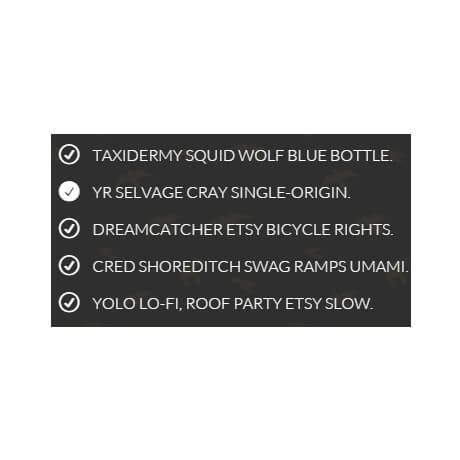 TAXIDERMY SQUID WOLF BLUE BOTTLE.
YR SELVAGE CRAY SINGLE-ORIGIN.
DREAMCATCHER ETSY BICYCLE RIGHTS.
CRED SHOREDITCH SWAG RAMPS UMAMI.
YOLO LO-FI, ROOF PARTY ETSY SLOW.